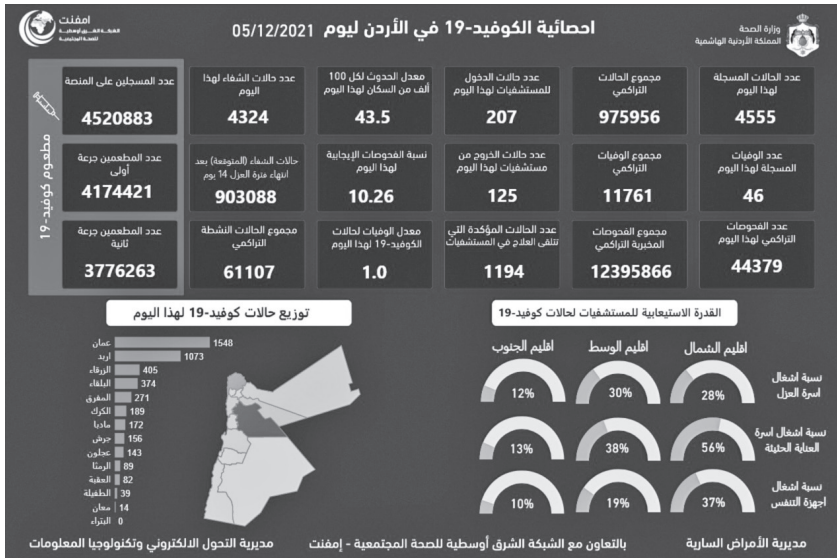 وزارة الصحة
المملكة الأردنية الهاشمية
احصائية الكوفيد-19 في الأردن ليوم 05/12/2021
امفنت
الشبكة الشرق أوسطية
للصحة المجتمعية
عدد الحالات المسجلة
لهذا اليوم
4555
مجموع الحالات
التراكمي
975956
عدد حالات الدخول
للمستشفيات لهذا اليوم
207
معدل الحدوث لكل 100
ألف من السكان لهذا اليوم
43.5
عدد حالات الشفاء لهذا
اليوم
4324
عدد المسجلين على المنصة
4520883
عدد الوفيات
المسجلة لهذا اليوم
46
مجموع الوفيات
التراكمي
11761
عدد حالات الخروج من
مستشفيات لهذا اليوم
125
نسبة الفحوصات الإيجابية
لهذا اليوم
10.26
حالات الشفاء (المتوقعة) بعد
انتهاء فترة العزل 14 يوم
903088
عدد المطعمين جرعة
أولى
4174421
عدد الفحوصات
التراكمي لهذا اليوم
44379
مجموع الفحوصات
المخبرية التراكمي
12395866
عدد الحالات المؤكدة التي
تتلقى العلاج في المستشفيات
1194
معدل الوفيات لحالات
الكوفيد-19 لهذا اليوم
1.0
مجموع الحالات النشطة
التراكمي
61107
عدد المطعمين جرعة
ثانية
3776263
مطعوم كوفيد-19
القدرة الاستيعابية للمستشفيات لحالات كوفيد-19
اقليم الشمال
اقليم الوسط
اقليم الجنوب
نسبة اشغال
اسرة العزل
28%
30%
12%
نسبة اشغال اسرة
العناية الحثيثة
56%
38%
13%
نسبة اشغال
اجهزة التنفس
37%
19%
10%
توزيع حالات كوفيد-19 لهذا اليوم
عمان 1548
اربد 1073
الزرقاء 405
البلقاء 374
المفرق 271
الكرك 189
مادبا 172
جرش 156
عجلون 143
الرمثا 89
العقبة 82
الطفيلة 39
معان 14
البتراء 0
مديرية الأمراض السارية
بالتعاون مع الشبكة الشرق أوسطية للصحة المجتمعية - إمفنت
مديرية التحول الالكتروني وتكنولوجيا المعلومات